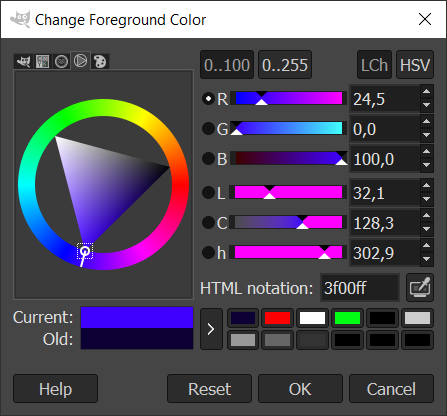 Change Foreground Color
0..100 0..255 LCh HSV
R 24,5
G 0,0
B 100,0
L 32,1
C 128,3
h 302,9
HTML notation: 3f00ff
Current:
Old:
Help Reset OK Cancel